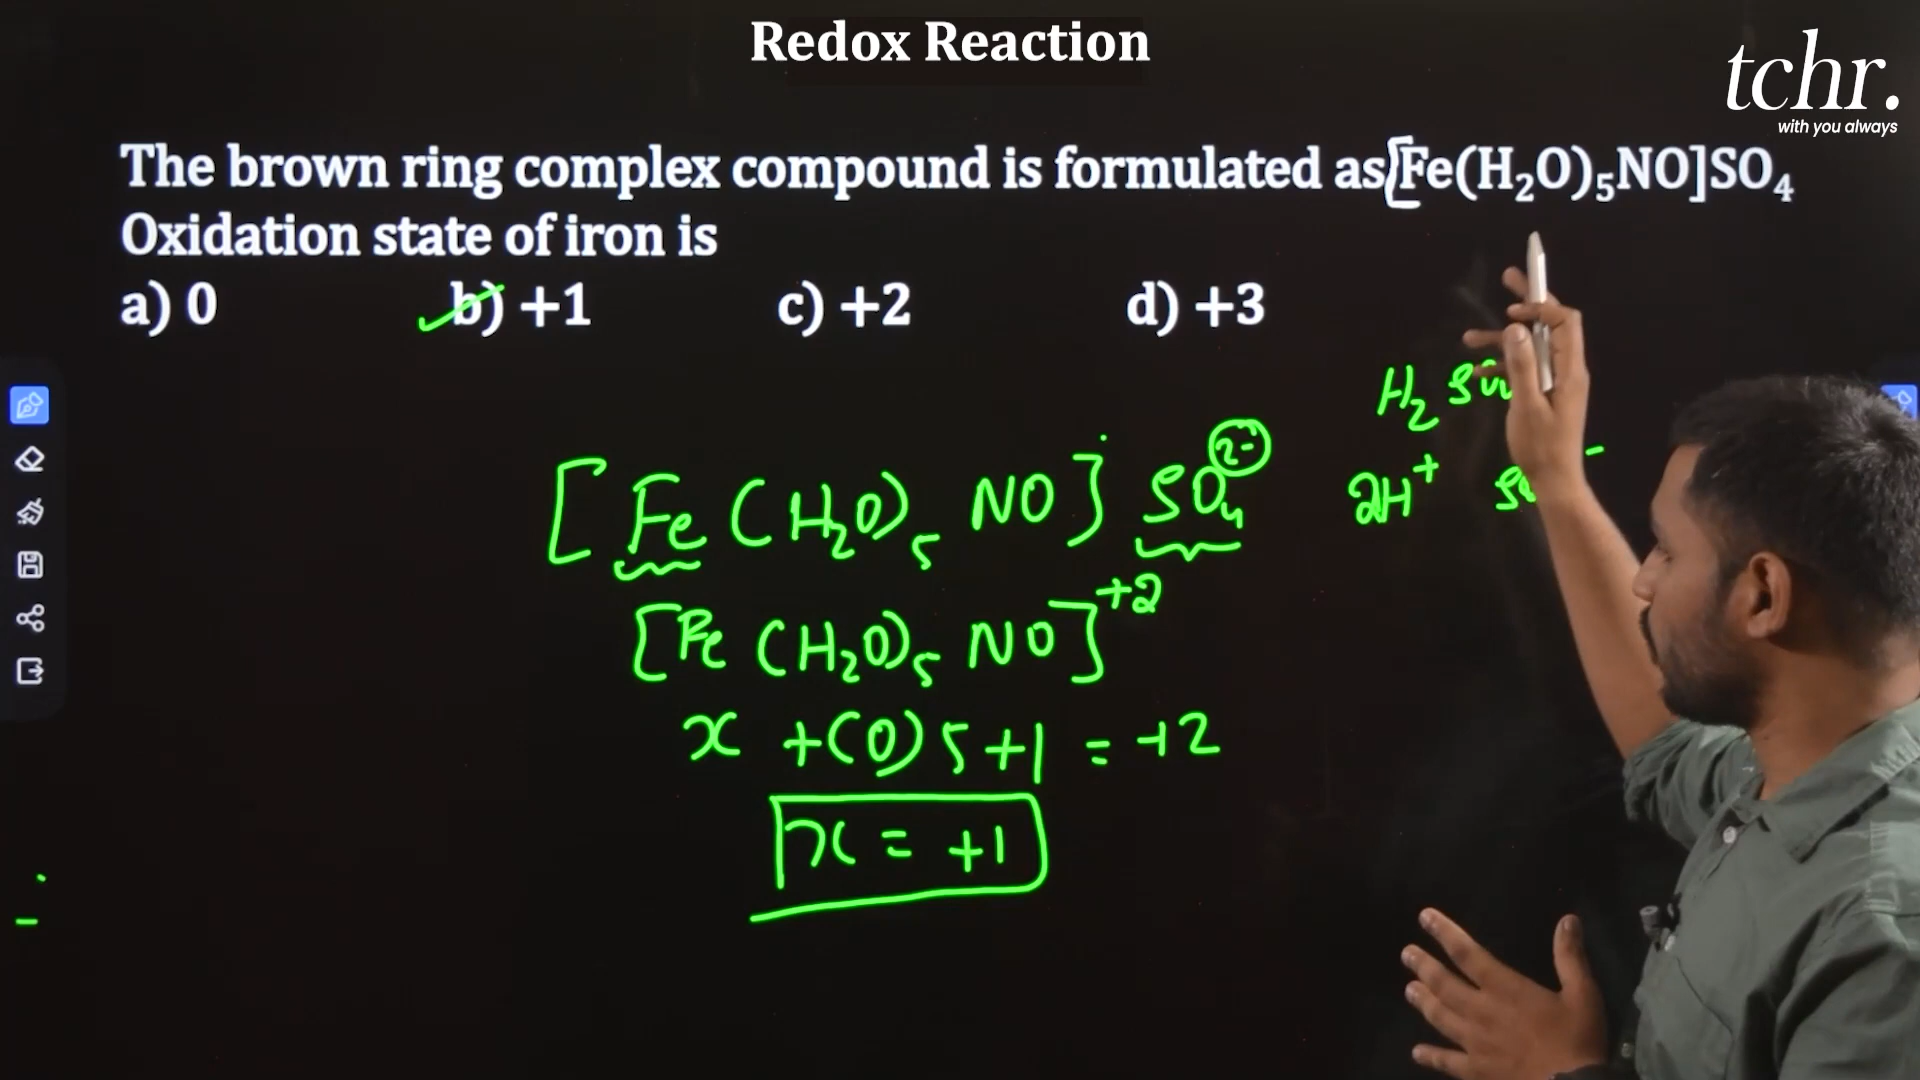 Redox Reaction
tchr.
with you always
The brown ring complex compound is formulated as[Fe(H₂O)₅NO]SO₄
Oxidation state of iron is
a) 0 b) +1 c) +2 d) +3
H₂
[Fe(H₂O)₅ NO] SO₄²⁻
2H⁺
[Fe (H₂O)₅ NO]⁺²
x +(0) 5 +1 = +2
x = +1